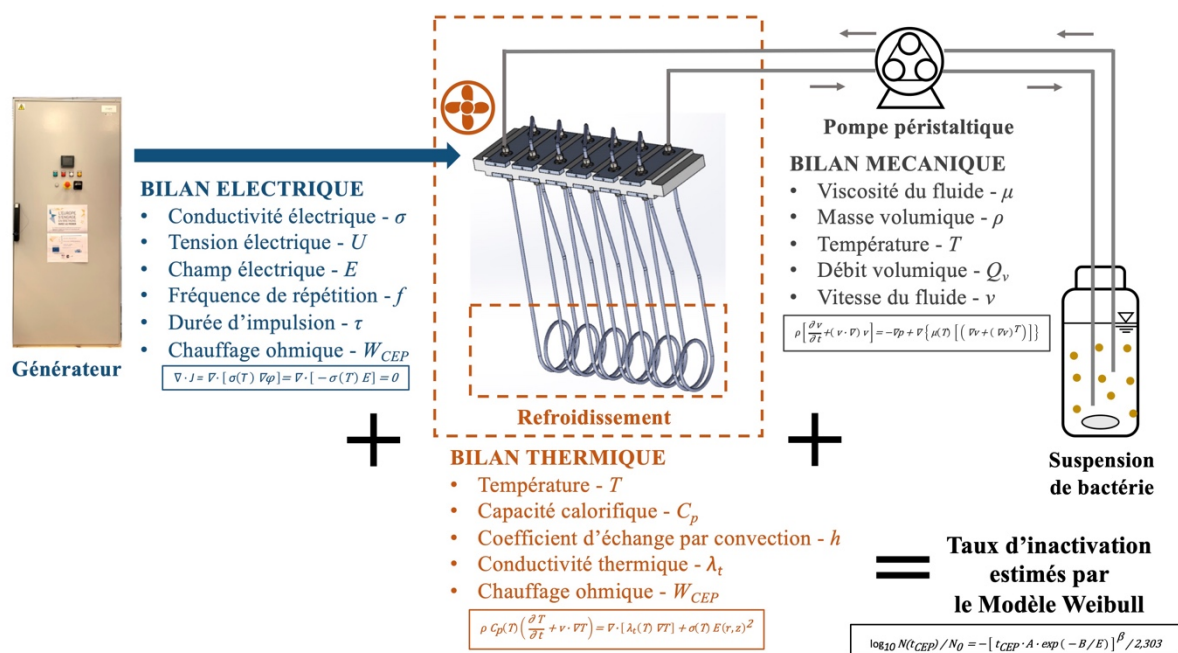 Pompe péristaltique
Générateur
BILAN ELECTRIQUE
• Conductivité électrique - σ
• Tension électrique - U
• Champ électrique - E
• Fréquence de répétition - f
• Durée d’impulsion - τ
• Chauffage ohmique - W_CEP
∇·J = ∇·[σ(T) ∇φ] = ∇·[−σ(T) E] = 0
Refroidissement
BILAN MECANIQUE
• Viscosité du fluide - μ
• Masse volumique - ρ
• Température - T
• Débit volumique - Q_v
• Vitesse du fluide - v
ρ[∂v/∂t + (v·∇) v] = −∇p + ∇{μ(T) [(∇v + (∇v)^T)]}
+
+
BILAN THERMIQUE
• Température - T
• Capacité calorifique - C_p
• Coefficient d’échange par convection - h
• Conductivité thermique - λ_t
• Chauffage ohmique - W_CEP
ρ C_p(T)(∂T/∂t + v·∇T) = ∇·[λ_t(T) ∇T] + σ(T) E(r,z)^2
Suspension
de bactérie
=
Taux d’inactivation
estimés par
le Modèle Weibull
log10 N(t_CEP)/N_0 = −[t_CEP·A·exp(−B/E)]^β/2,303